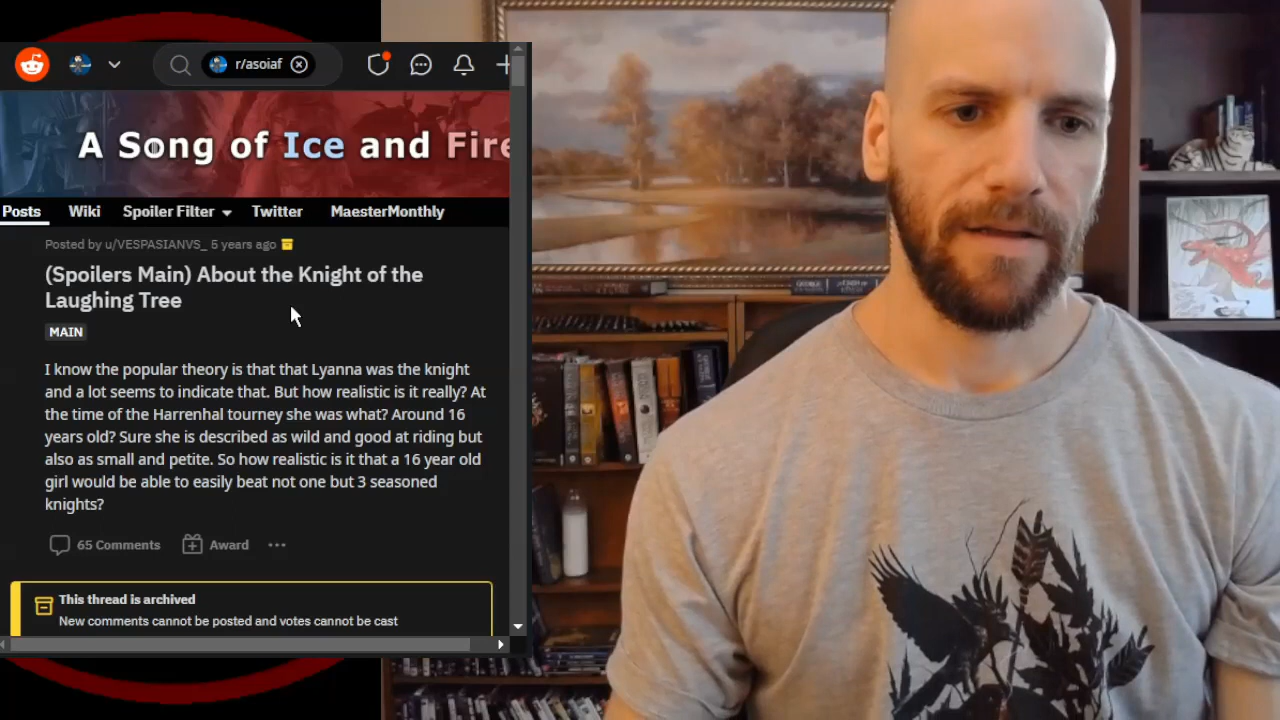 r/asoiaf
A Song of Ice and Fire
Posts Wiki Spoiler Filter Twitter MaesterMonthly
Posted by u/VESPASIANVS_ 5 years ago
(Spoilers Main) About the Knight of the
Laughing Tree
MAIN
I know the popular theory is that that Lyanna was the knight
and a lot seems to indicate that. But how realistic is it really? At
the time of the Harrenhal tourney she was what? Around 16
years old? Sure she is described as wild and good at riding but
also as small and petite. So how realistic is it that a 16 year old
girl would be able to easily beat not one but 3 seasoned
knights?
65 Comments Award
This thread is archived
New comments cannot be posted and votes cannot be cast